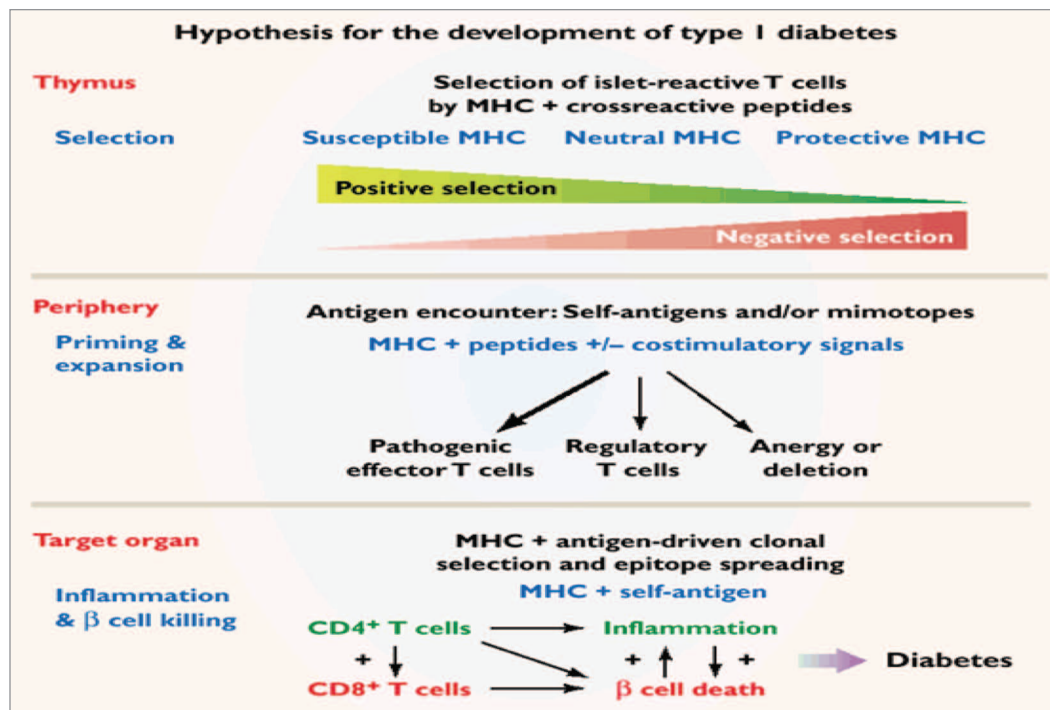 Hypothesis for the development of type 1 diabetes
Thymus
Selection of islet-reactive T cells
by MHC + crossreactive peptides
Selection
Susceptible MHC
Neutral MHC
Protective MHC
Positive selection
Negative selection
Periphery
Antigen encounter: Self-antigens and/or mimotopes
Priming &
expansion
MHC + peptides +/– costimulatory signals
Pathogenic
effector T cells
Regulatory
T cells
Anergy or
deletion
Target organ
MHC + antigen-driven clonal
selection and epitope spreading
Inflammation
& β cell killing
MHC + self-antigen
CD4⁺ T cells
Inflammation
+
+
+
Diabetes
CD8⁺ T cells
β cell death